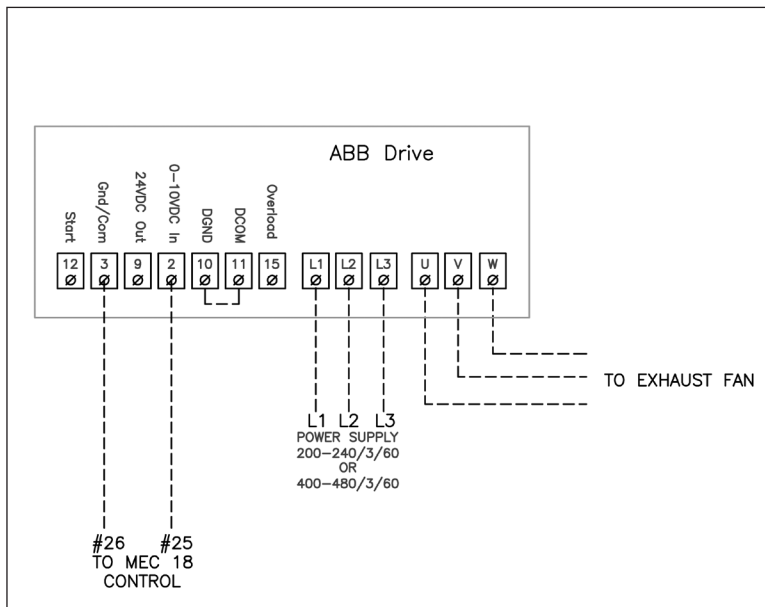 ABB Drive
Start
Gnd/Com
24VDC Out
0-10VDC In
DGND
DCOM
Overload
12 3 9 2 10 11 15 L1 L2 L3 U V W
TO EXHAUST FAN
L1 L2 L3
POWER SUPPLY
200-240/3/60
OR
400-480/3/60
#26 #25
TO MEC 18
CONTROL